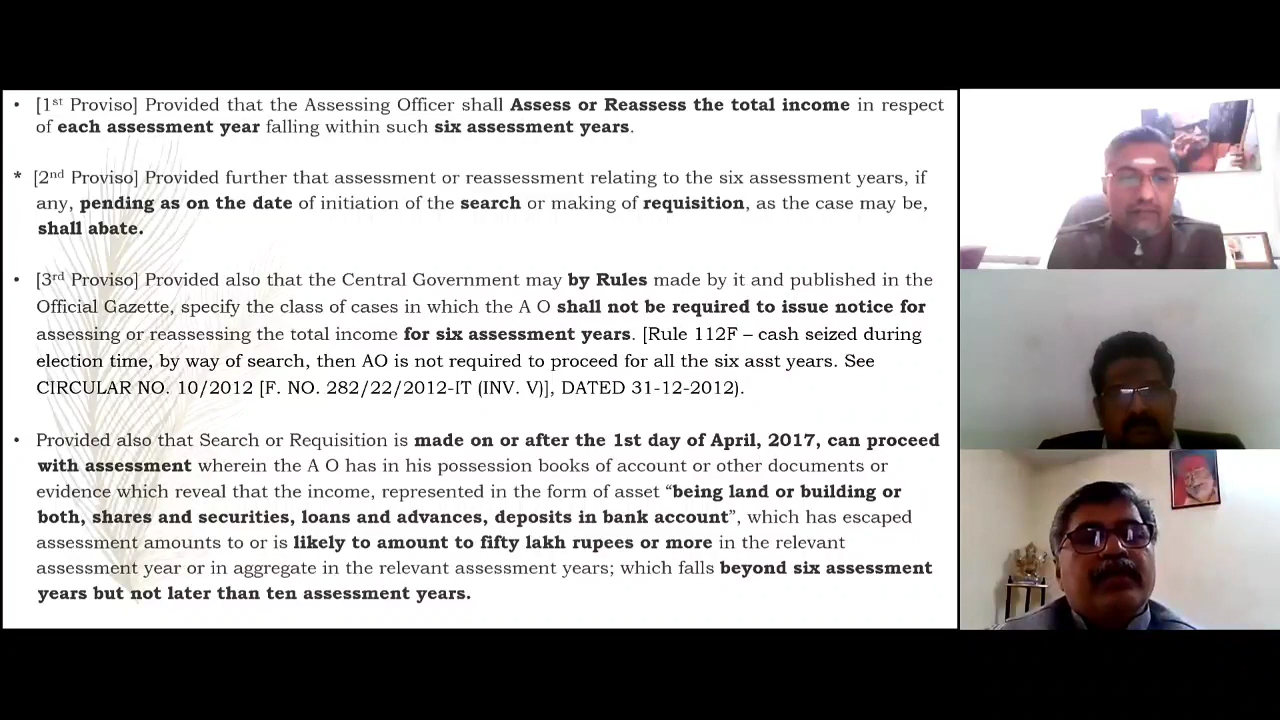 • [1st Proviso] Provided that the Assessing Officer shall Assess or Reassess the total income in respect
of each assessment year falling within such six assessment years.
* [2nd Proviso] Provided further that assessment or reassessment relating to the six assessment years, if
any, pending as on the date of initiation of the search or making of requisition, as the case may be,
shall abate.
• [3rd Proviso] Provided also that the Central Government may by Rules made by it and published in the
Official Gazette, specify the class of cases in which the A O shall not be required to issue notice for
assessing or reassessing the total income for six assessment years. [Rule 112F – cash seized during
election time, by way of search, then AO is not required to proceed for all the six asst years. See
CIRCULAR NO. 10/2012 [F. NO. 282/22/2012-IT (INV. V)], DATED 31-12-2012).
• Provided also that Search or Requisition is made on or after the 1st day of April, 2017, can proceed
with assessment wherein the A O has in his possession books of account or other documents or
evidence which reveal that the income, represented in the form of asset “being land or building or
both, shares and securities, loans and advances, deposits in bank account”, which has escaped
assessment amounts to or is likely to amount to fifty lakh rupees or more in the relevant
assessment year or in aggregate in the relevant assessment years; which falls beyond six assessment
years but not later than ten assessment years.